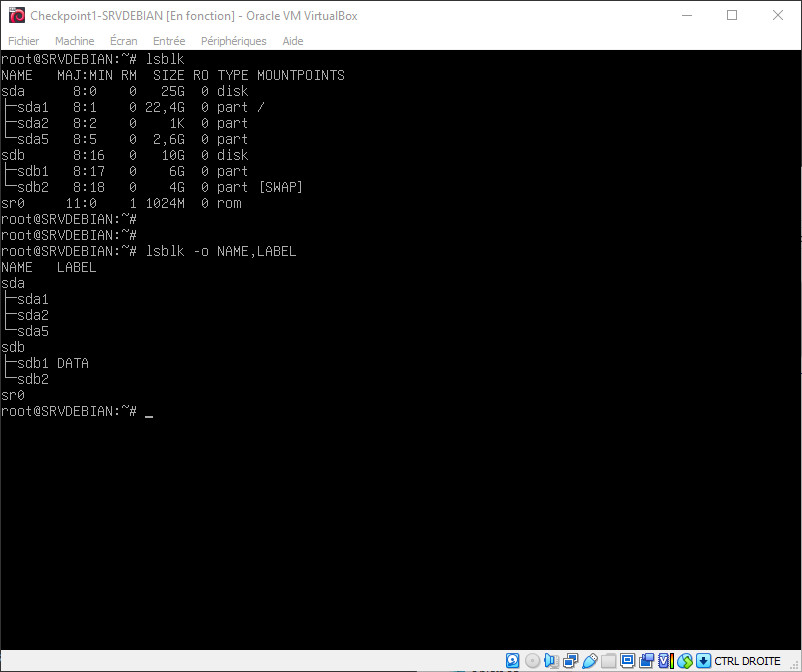 Checkpoint1-SRVDEBIAN [En fonction] - Oracle VM VirtualBox
Fichier Machine Écran Entrée Périphériques Aide
root@SRVDEBIAN:~# lsblk
NAME   MAJ:MIN RM  SIZE RO TYPE MOUNTPOINTS
sda      8:0    0   25G  0 disk
├─sda1   8:1    0 22,4G  0 part /
├─sda2   8:2    0    1K  0 part
└─sda5   8:5    0  2,6G  0 part
sdb      8:16   0   10G  0 disk
├─sdb1   8:17   0    6G  0 part
└─sdb2   8:18   0    4G  0 part [SWAP]
sr0     11:0    1 1024M  0 rom
root@SRVDEBIAN:~#
root@SRVDEBIAN:~#
root@SRVDEBIAN:~# lsblk -o NAME,LABEL
NAME   LABEL
sda
├─sda1
├─sda2
└─sda5
sdb
├─sdb1 DATA
└─sdb2
sr0
root@SRVDEBIAN:~# _
CTRL DROITE